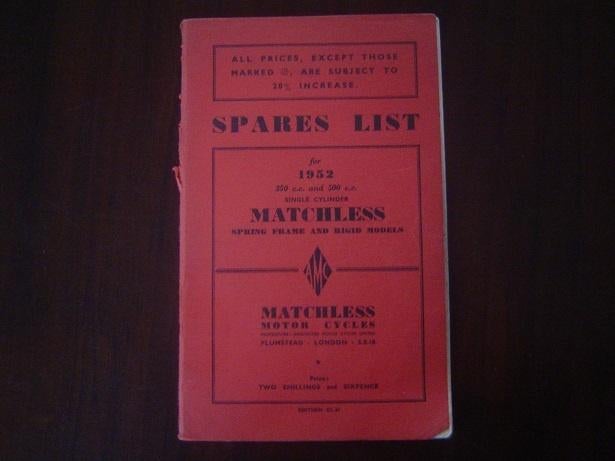 ALL PRICES, EXCEPT THOSE
MARKED @, ARE SUBJECT TO
20% INCREASE.
SPARES LIST
for
1952
350 c.c. and 500 c.c.
SINGLE CYLINDER
MATCHLESS
SPRING FRAME AND RIGID MODELS
AMC
MATCHLESS
MOTOR CYCLES
PLUMSTEAD - LONDON - S.E.18
Price:
TWO SHILLINGS and SIXPENCE
EDITION